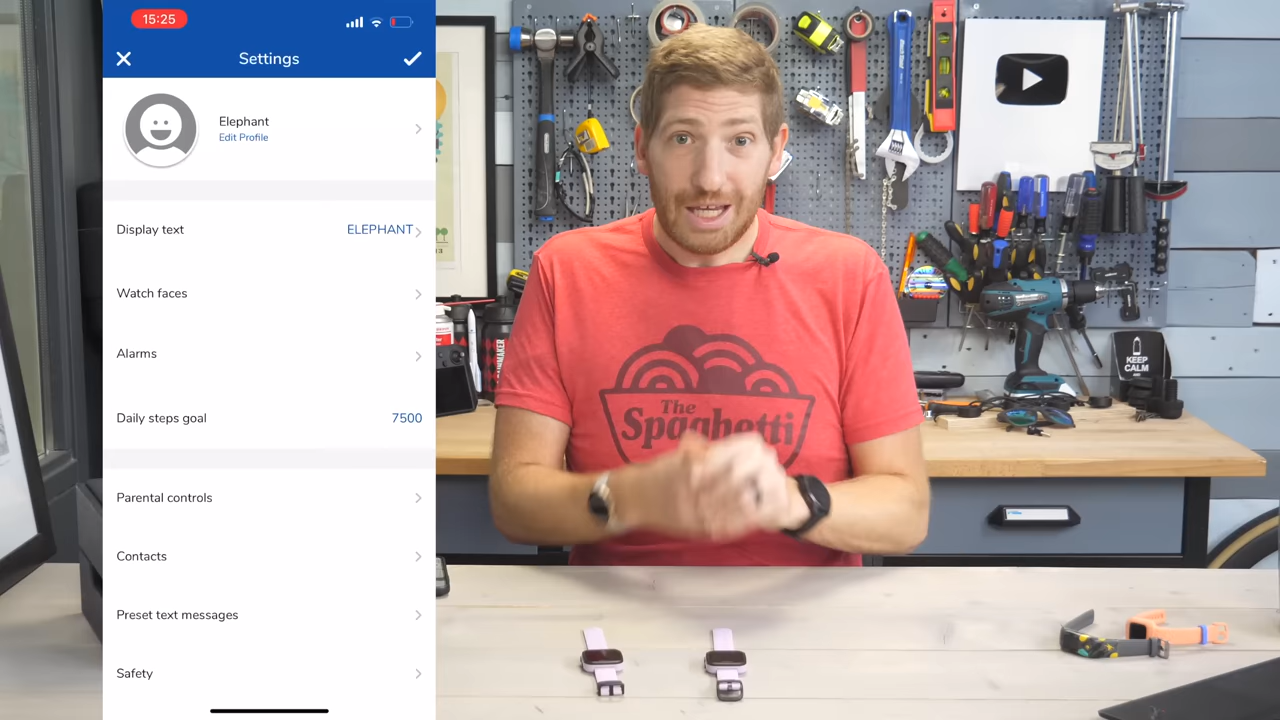 15:25
Settings
Elephant
Edit Profile
Display text
ELEPHANT
Watch faces
Alarms
Daily steps goal
7500
Parental controls
Contacts
Preset text messages
Safety
The
Spaghetti
KEEP
CALM